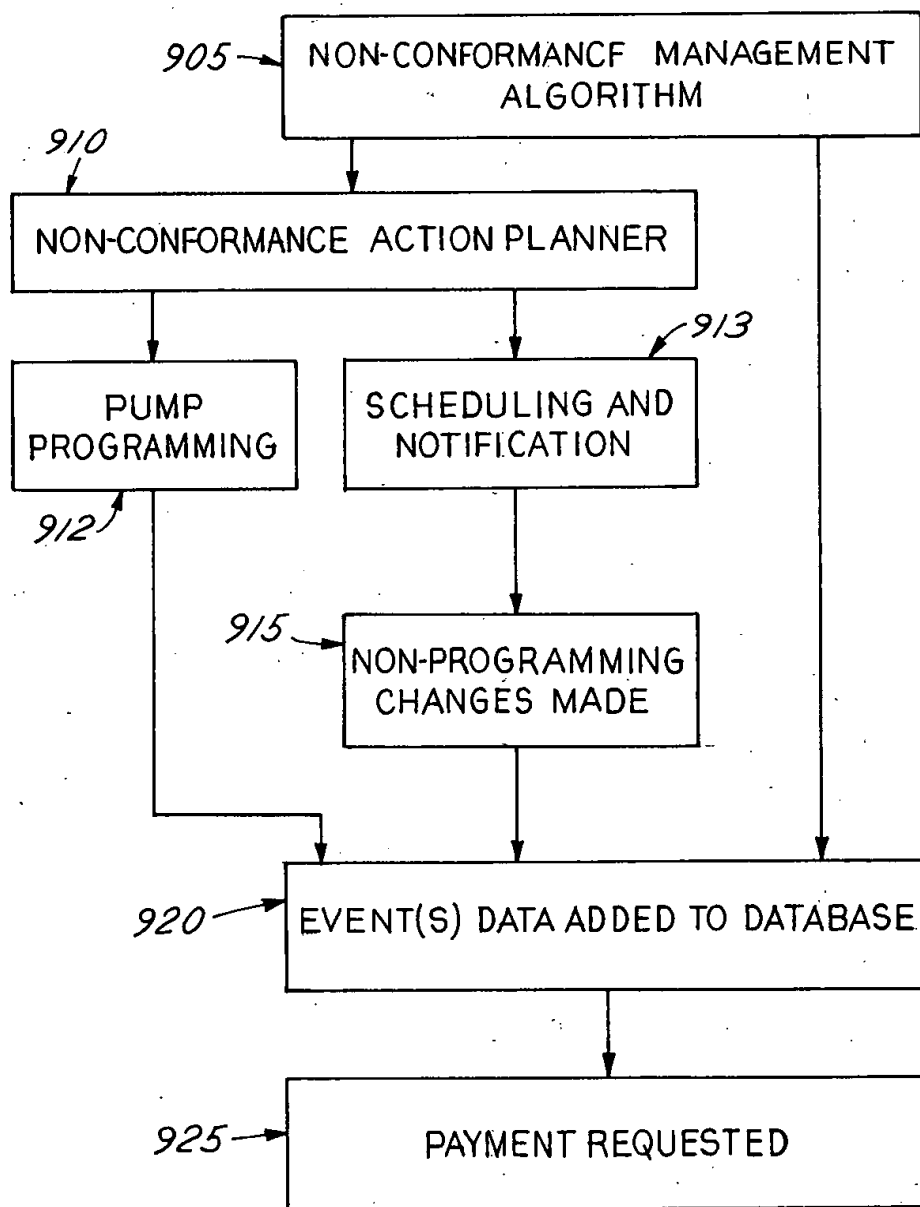 905
NON-CONFORMANCF MANAGEMENT
ALGORITHM
910
NON-CONFORMANCE ACTION PLANNER
913
PUMP
PROGRAMMING
912
SCHEDULING AND
NOTIFICATION
915
NON-PROGRAMMING
CHANGES MADE
920
EVENT(S) DATA ADDED TO DATABASE
925
PAYMENT REQUESTED